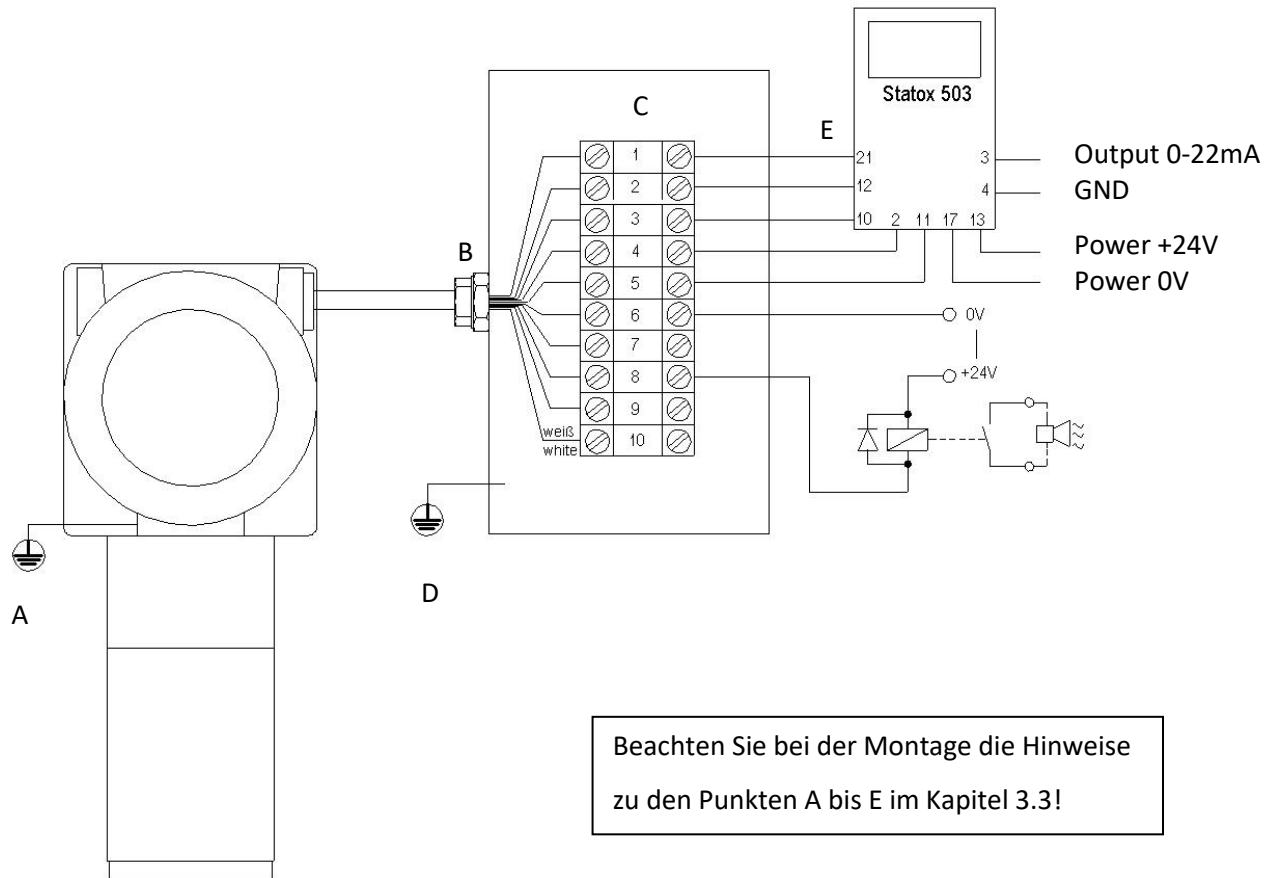 C
Statox 503
E
1
21
3
Output 0-22mA
2
12
4
GND
3
10 2 11 17 13
4
B
Power +24V
5
Power 0V
6
0V
7
8
+24V
9
weiß
white
10
D
A
Beachten Sie bei der Montage die Hinweise
zu den Punkten A bis E im Kapitel 3.3!